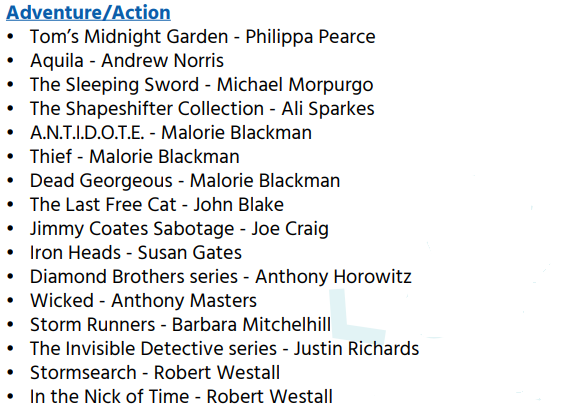 Adventure/Action
• Tom’s Midnight Garden - Philippa Pearce
• Aquila - Andrew Norris
• The Sleeping Sword - Michael Morpurgo
• The Shapeshifter Collection - Ali Sparkes
• A.N.T.I.D.O.T.E. - Malorie Blackman
• Thief - Malorie Blackman
• Dead Georgeous - Malorie Blackman
• The Last Free Cat - John Blake
• Jimmy Coates Sabotage - Joe Craig
• Iron Heads - Susan Gates
• Diamond Brothers series - Anthony Horowitz
• Wicked - Anthony Masters
• Storm Runners - Barbara Mitchelhill
• The Invisible Detective series - Justin Richards
• Stormsearch - Robert Westall
• In the Nick of Time - Robert Westall